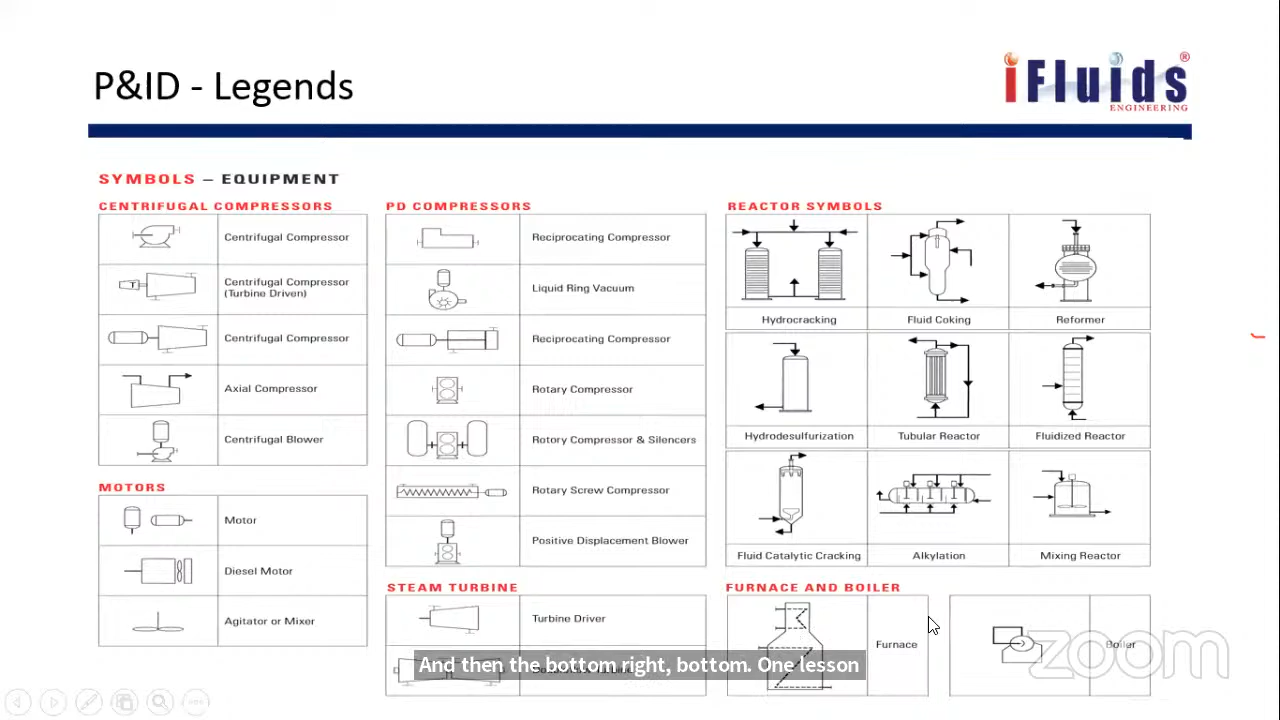 P&ID - Legends
iFluids
®
ENGINEERING
SYMBOLS – EQUIPMENT
CENTRIFUGAL COMPRESSORS
Centrifugal Compressor
Centrifugal Compressor
(Turbine Driven)
Centrifugal Compressor
Axial Compressor
Centrifugal Blower
MOTORS
Motor
Diesel Motor
Agitator or Mixer
PD COMPRESSORS
Reciprocating Compressor
Liquid Ring Vacuum
Reciprocating Compressor
Rotary Compressor
Rotory Compressor & Silencers
Rotary Screw Compressor
Positive Displacement Blower
STEAM TURBINE
Turbine Driver
REACTOR SYMBOLS
Hydrocracking
Fluid Coking
Reformer
Hydrodesulfurization
Tubular Reactor
Fluidized Reactor
Fluid Catalytic Cracking
Alkylation
Mixing Reactor
FURNACE AND BOILER
Furnace
Boiler
zoom
And then the bottom right, bottom. One lesson